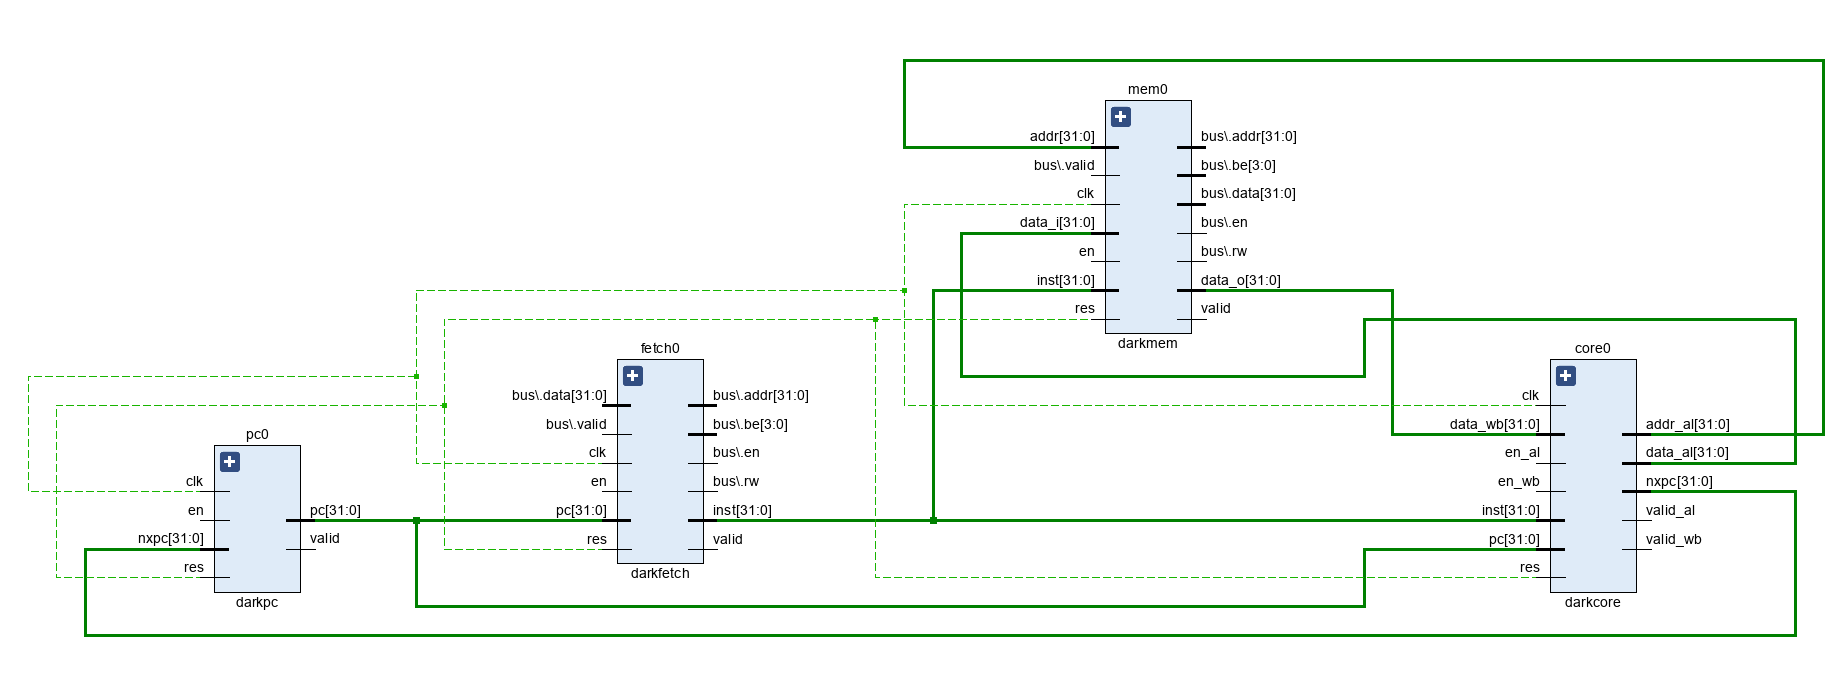 mem0
addr[31:0]
bus\.valid
clk
data_i[31:0]
en
inst[31:0]
res
bus\.addr[31:0]
bus\.be[3:0]
bus\.data[31:0]
bus\.en
bus\.rw
data_o[31:0]
valid
darkmem
fetch0
bus\.data[31:0]
bus\.valid
clk
en
pc[31:0]
res
bus\.addr[31:0]
bus\.be[3:0]
bus\.en
bus\.rw
inst[31:0]
valid
darkfetch
core0
clk
data_wb[31:0]
en_al
en_wb
inst[31:0]
pc[31:0]
res
addr_al[31:0]
data_al[31:0]
nxpc[31:0]
valid_al
valid_wb
darkcore
pc0
clk
en
nxpc[31:0]
res
pc[31:0]
valid
darkpc